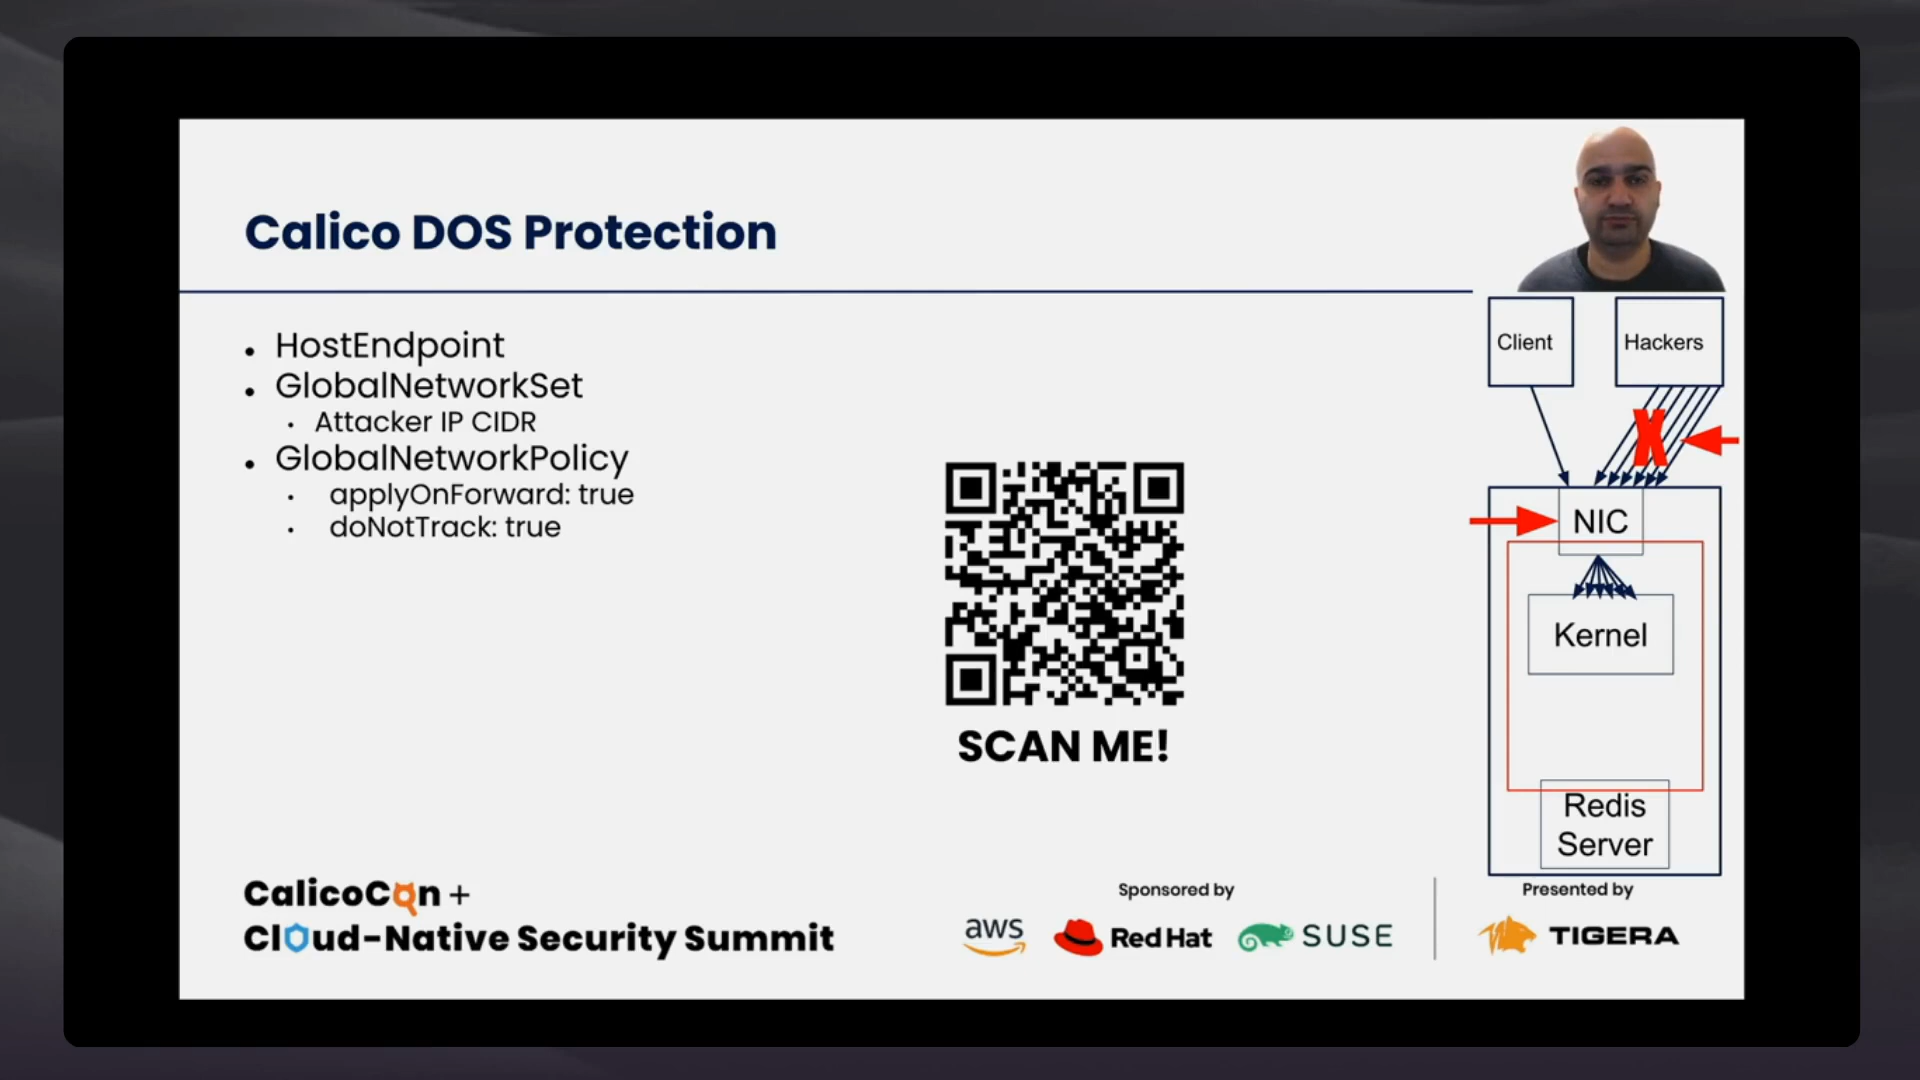 Calico DOS Protection
• HostEndpoint
• GlobalNetworkSet
• Attacker IP CIDR
• GlobalNetworkPolicy
• applyOnForward: true
• doNotTrack: true
SCAN ME!
Client
Hackers
NIC
Kernel
Redis
Server
CalicoCon +
Cloud-Native Security Summit
Sponsored by
aws
Red Hat
SUSE
Presented by
TIGERA